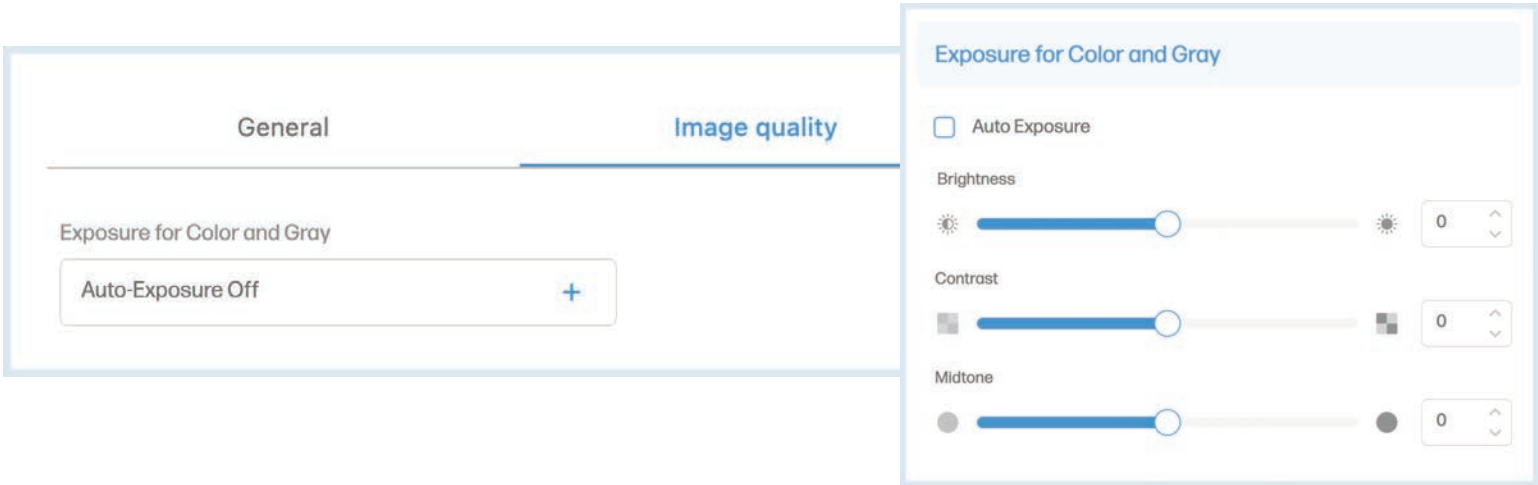 General
Image quality
Exposure for Color and Gray
Auto-Exposure Off
+
Exposure for Color and Gray
Auto Exposure
Brightness
0
Contrast
0
Midtone
0